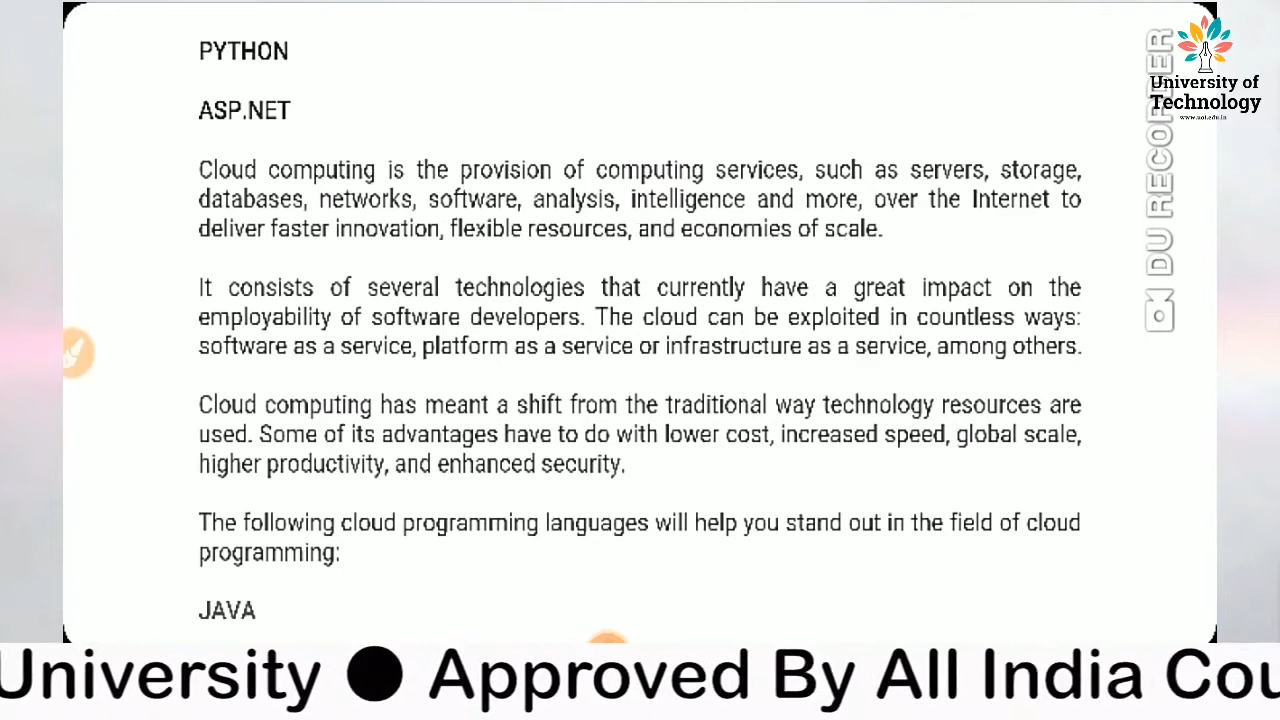 PYTHON
ASP.NET
Cloud computing is the provision of computing services, such as servers, storage,
databases, networks, software, analysis, intelligence and more, over the Internet to
deliver faster innovation, flexible resources, and economies of scale.
It consists of several technologies that currently have a great impact on the
employability of software developers. The cloud can be exploited in countless ways:
software as a service, platform as a service or infrastructure as a service, among others.
Cloud computing has meant a shift from the traditional way technology resources are
used. Some of its advantages have to do with lower cost, increased speed, global scale,
higher productivity, and enhanced security.
The following cloud programming languages will help you stand out in the field of cloud
programming:
JAVA
DU RECORDER
University of
Technology
www.uot.edu.in
University ● Approved By All India Cou